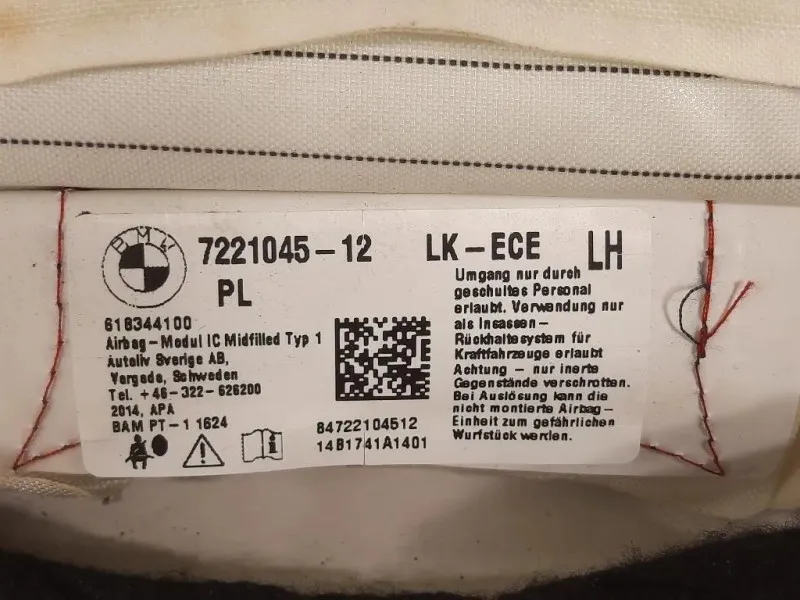 BMW
7221045-12 LK-ECE LH
PL
618344100
Airbag-Modul IC Midfilled Typ 1
Autoliv Sverige AB,
Vargada, Schweden
Tel. +46-322-626200
2014, APA
BAM PT-1 1624
84722104512
14B1741A1401
Umgang nur durch
geschultes Personal
erlaubt. Verwendung nur
als Insassen-
Rückhaltesystem für
Kraftfahrzeuge erlaubt
Achtung - nur inerte
Gegenstände verschrotten.
Bei Auslösung kann die
nicht montierte Airbag-
Einheit zum gefährlichen
Wurfstück werden.